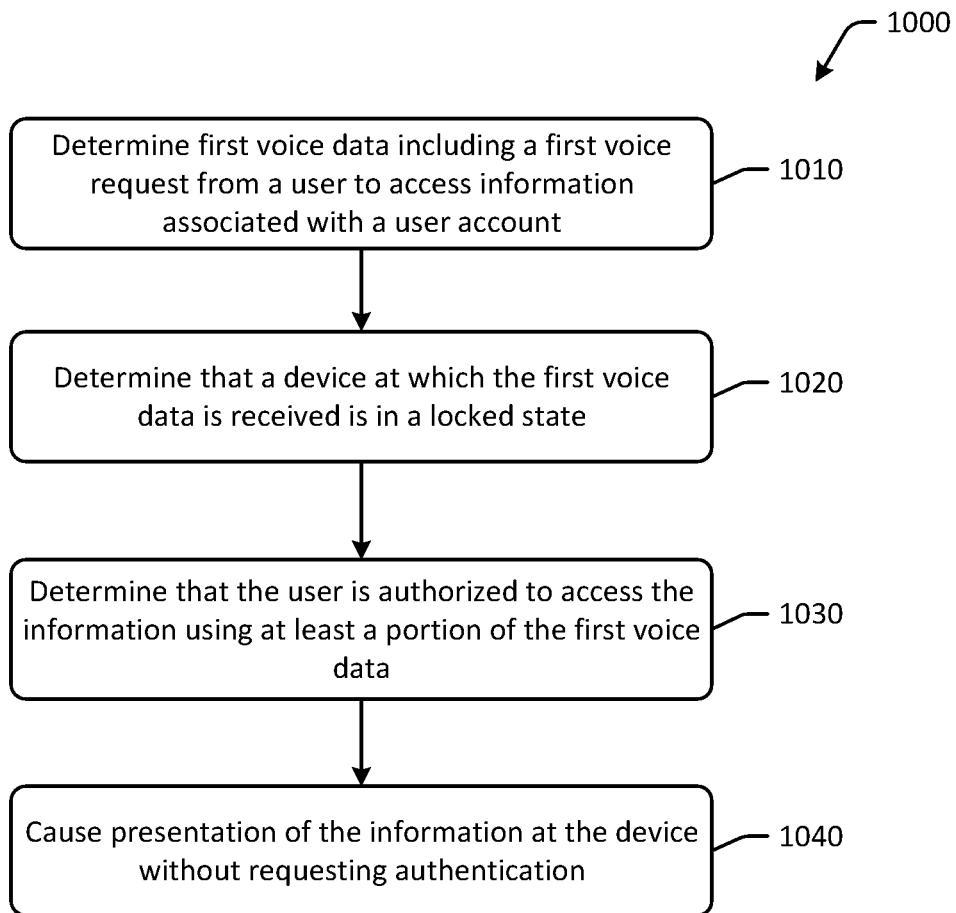 1000
Determine first voice data including a first voice
request from a user to access information
associated with a user account
1010
Determine that a device at which the first voice
data is received is in a locked state
1020
Determine that the user is authorized to access the
information using at least a portion of the first voice
data
1030
Cause presentation of the information at the device
without requesting authentication
1040